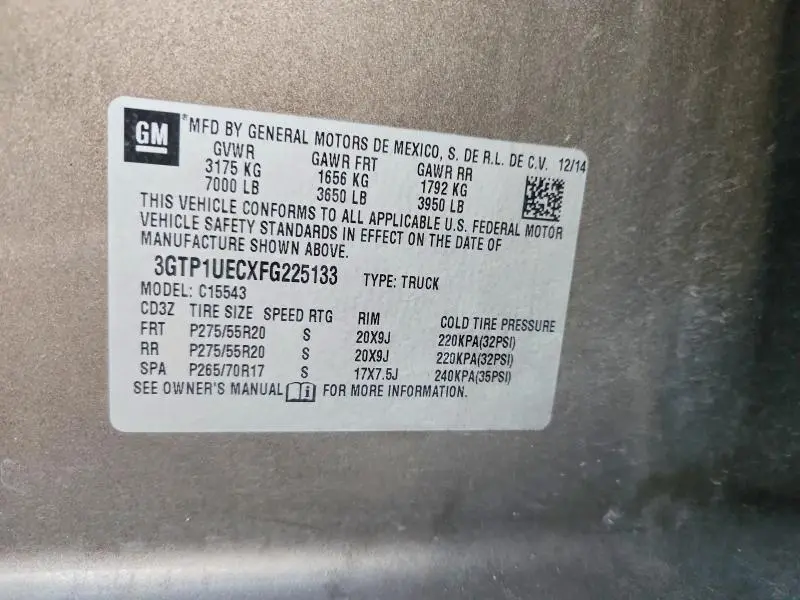 GM
*MFD BY GENERAL MOTORS DE MEXICO, S. DE R.L. DE C.V. 12/14
GVWR GAWR FRT GAWR RR
3175 KG 1656 KG 1792 KG
7000 LB 3650 LB 3950 LB
THIS VEHICLE CONFORMS TO ALL APPLICABLE U.S. FEDERAL MOTOR
VEHICLE SAFETY STANDARDS IN EFFECT ON THE DATE OF
MANUFACTURE SHOWN ABOVE.
3GTP1UECXFG225133 TYPE: TRUCK
MODEL: C15543
CD3Z TIRE SIZE SPEED RTG RIM COLD TIRE PRESSURE
FRT P275/55R20 S 20X9J 220KPA(32PSI)
RR P275/55R20 S 20X9J 220KPA(32PSI)
SPA P265/70R17 S 17X7.5J 240KPA(35PSI)
SEE OWNER'S MANUAL i FOR MORE INFORMATION.